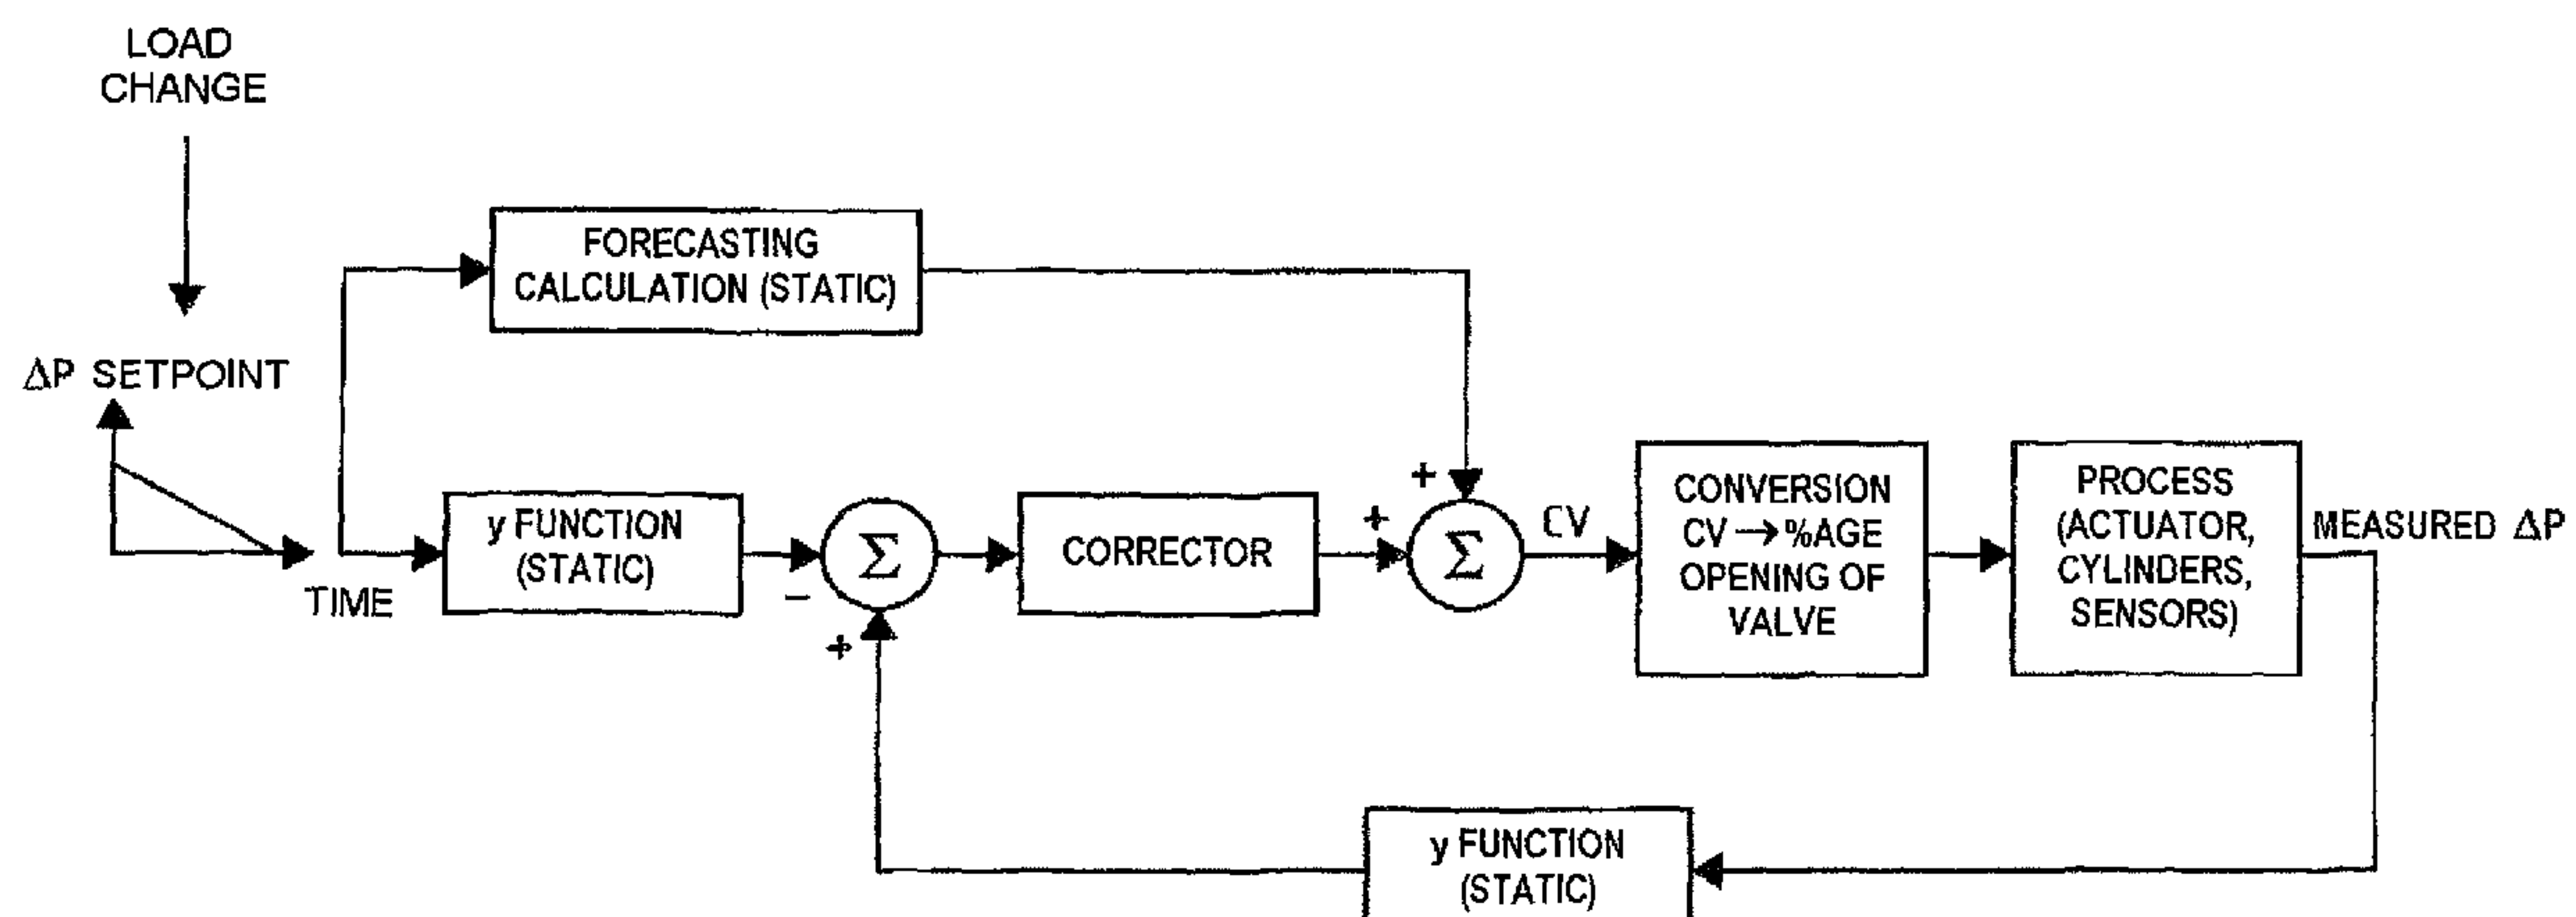 LOAD
CHANGE
FORECASTING
CALCULATION (STATIC)
ΔP SETPOINT
TIME
y FUNCTION
(STATIC)
−
+
Σ
CORRECTOR
+
+
Σ
CV
CONVERSION
CV → %AGE
OPENING OF
VALVE
PROCESS
(ACTUATOR,
CYLINDERS,
SENSORS)
MEASURED ΔP
y FUNCTION
(STATIC)